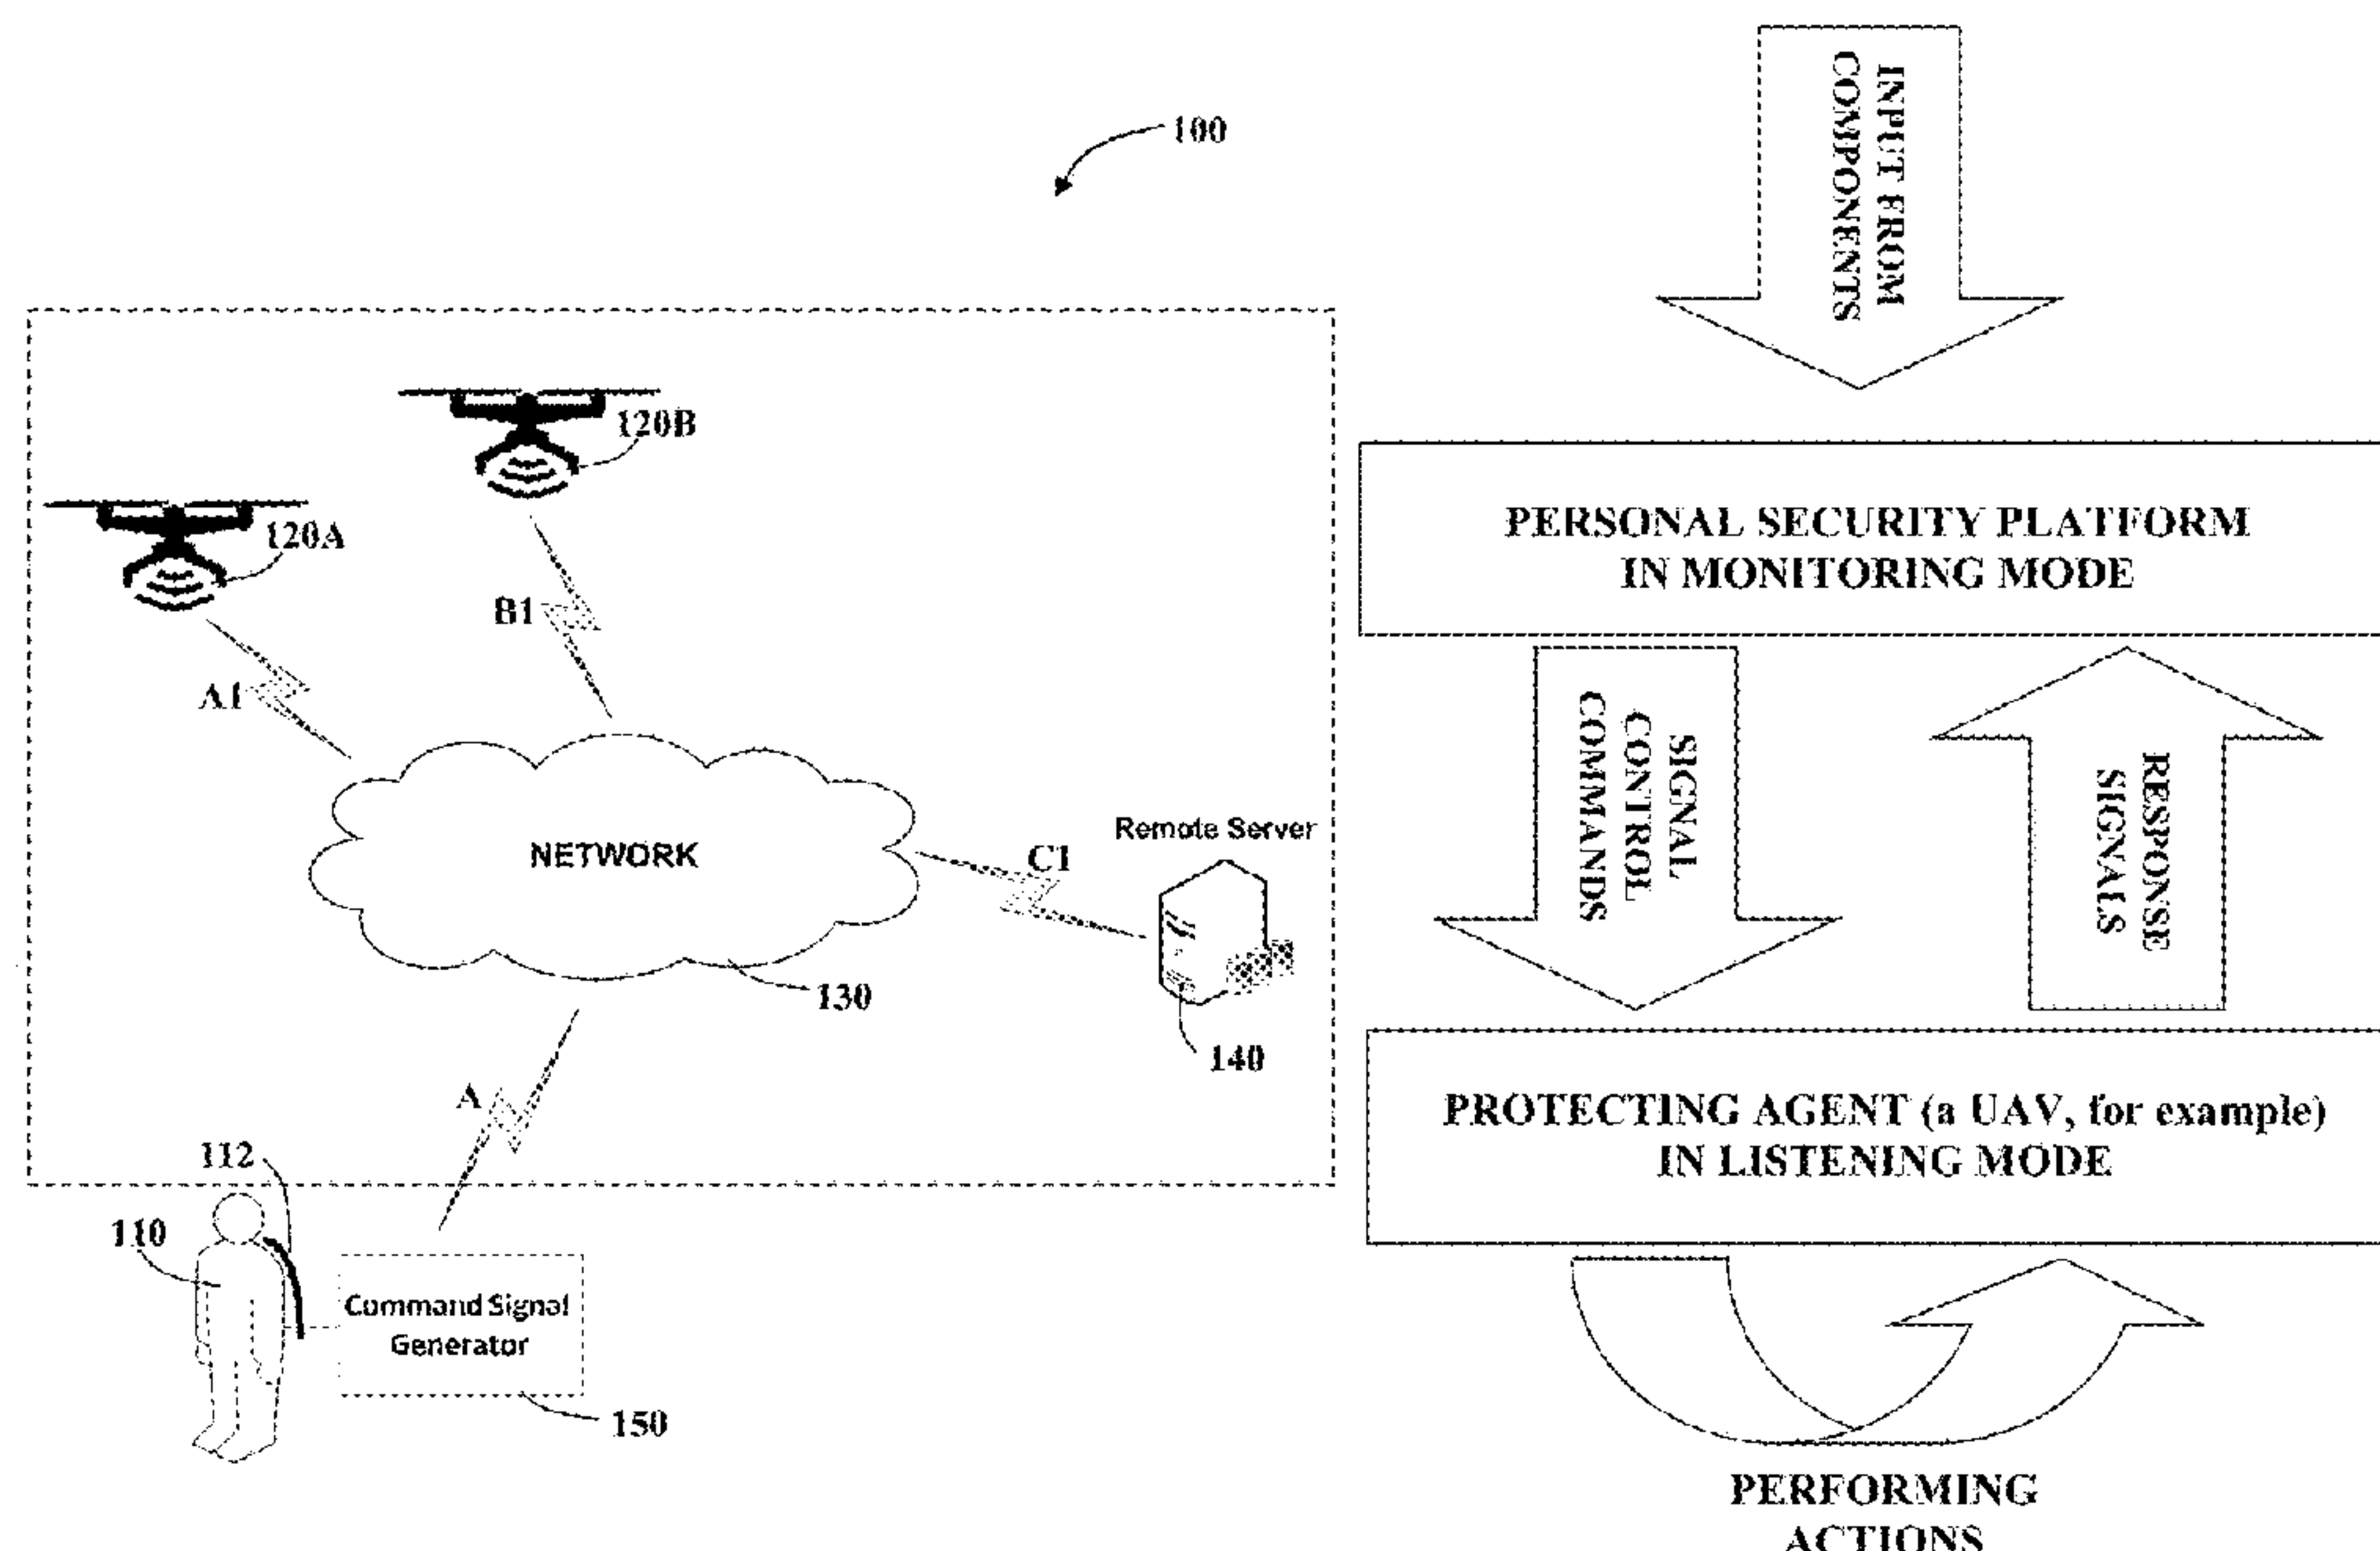 100
120B
120A
B1
A1
NETWORK
Remote Server
C1
130
140
A
112
110
Command Signal
Generator
150
INPUT FROM
COMPONENTS
PERSONAL SECURITY PLATFORM
IN MONITORING MODE
SIGNAL
CONTROL
COMMANDS
RESPONSE
SIGNALS
PROTECTING AGENT (a UAV, for example)
IN LISTENING MODE
PERFORMING
ACTIONS